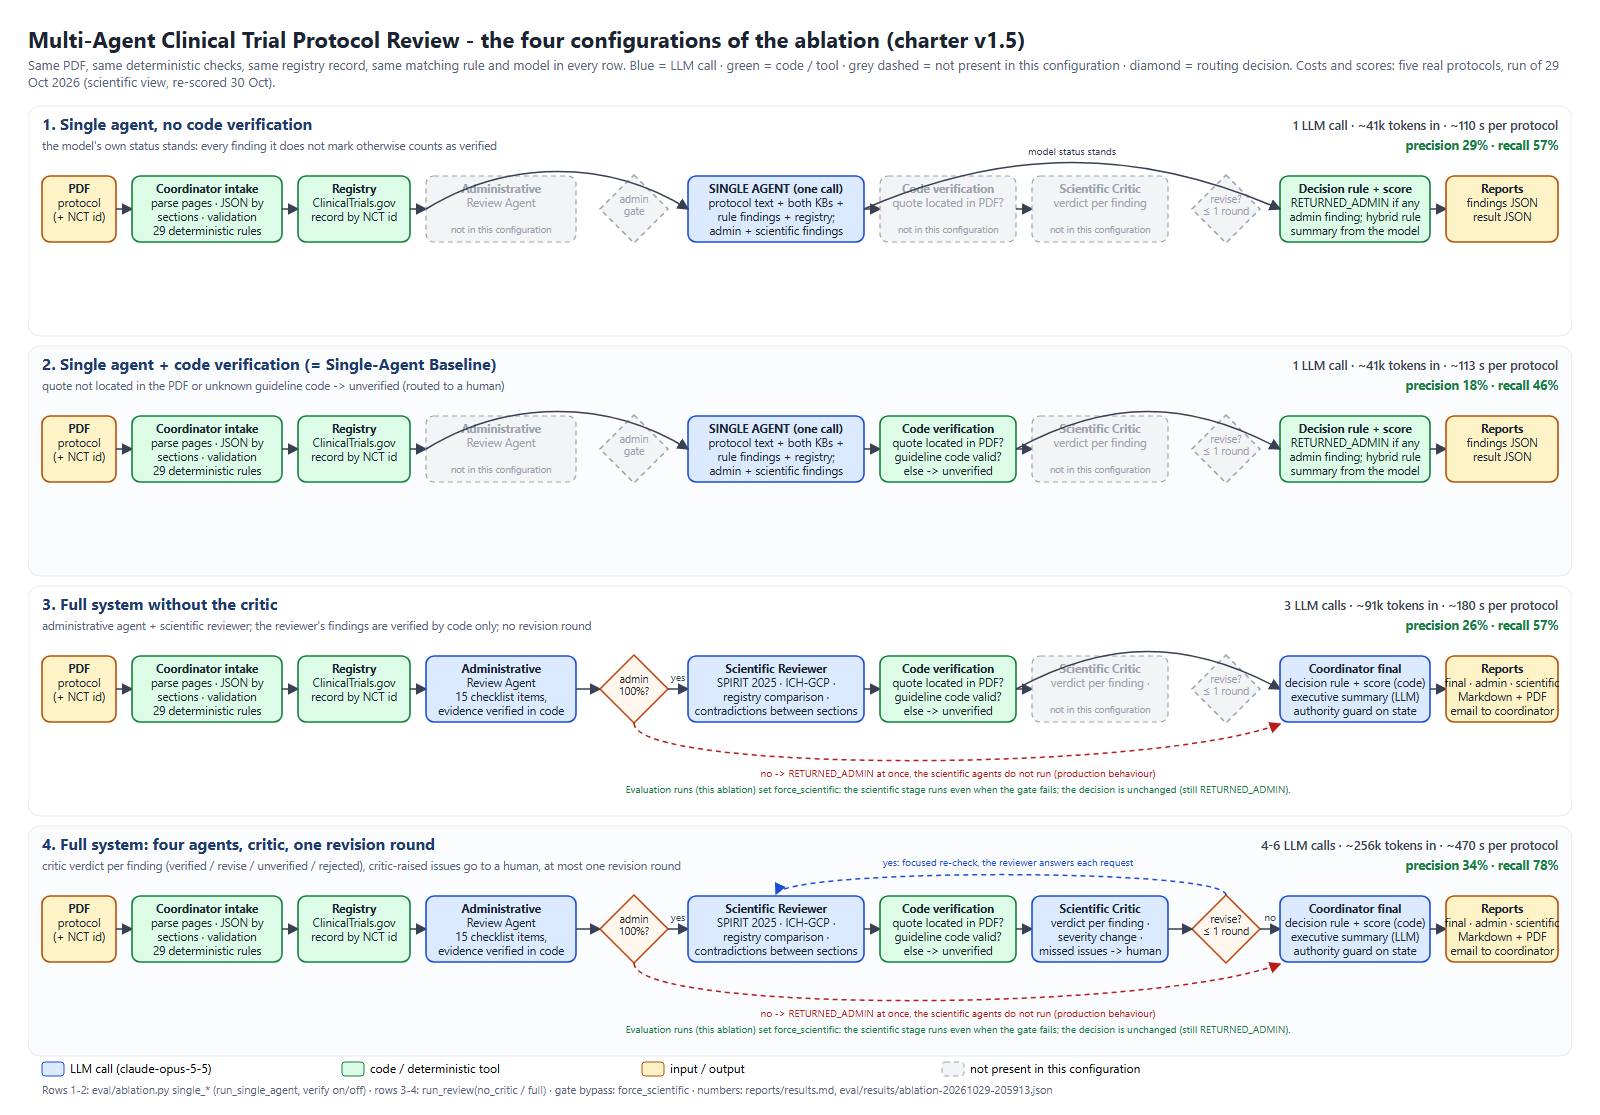 Multi-Agent Clinical Trial Protocol Review - the four configurations of the ablation (charter v1.5)
Same PDF, same deterministic checks, same registry record, same matching rule and model in every row. Blue = LLM call · green = code / tool · grey dashed = not present in this configuration · diamond = routing decision. Costs and scores: five real protocols, run of 29
Oct 2026 (scientific view, re-scored 30 Oct).
1. Single agent, no code verification
1 LLM call · ~41k tokens in · ~110 s per protocol
the model's own status stands: every finding it does not mark otherwise counts as verified
precision 29% · recall 57%
model status stands
PDF
protocol
(+ NCT id)
Coordinator intake
parse pages · JSON by
sections · validation
29 deterministic rules
Registry
ClinicalTrials.gov
record by NCT id
Administrative
Review Agent
not in this configuration
admin
gate
SINGLE AGENT (one call)
protocol text + both KBs +
rule findings + registry;
admin + scientific findings
Code verification
quote located in PDF?
not in this configuration
Scientific Critic
verdict per finding
not in this configuration
revise?
≤ 1 round
Decision rule + score
RETURNED_ADMIN if any
admin finding; hybrid rule
summary from the model
Reports
findings JSON
result JSON
2. Single agent + code verification (= Single-Agent Baseline)
1 LLM call · ~41k tokens in · ~113 s per protocol
quote not located in the PDF or unknown guideline code -> unverified (routed to a human)
precision 18% · recall 46%
PDF
protocol
(+ NCT id)
Coordinator intake
parse pages · JSON by
sections · validation
29 deterministic rules
Registry
ClinicalTrials.gov
record by NCT id
Administrative
Review Agent
not in this configuration
admin
gate
SINGLE AGENT (one call)
protocol text + both KBs +
rule findings + registry;
admin + scientific findings
Code verification
quote located in PDF?
guideline code valid?
else -> unverified
Scientific Critic
verdict per finding
not in this configuration
revise?
≤ 1 round
Decision rule + score
RETURNED_ADMIN if any
admin finding; hybrid rule
summary from the model
Reports
findings JSON
result JSON
3. Full system without the critic
3 LLM calls · ~91k tokens in · ~180 s per protocol
administrative agent + scientific reviewer; the reviewer's findings are verified by code only; no revision round
precision 26% · recall 57%
PDF
protocol
(+ NCT id)
Coordinator intake
parse pages · JSON by
sections · validation
29 deterministic rules
Registry
ClinicalTrials.gov
record by NCT id
Administrative
Review Agent
15 checklist items,
evidence verified in code
admin
100%?
yes
Scientific Reviewer
SPIRIT 2025 · ICH-GCP ·
registry comparison ·
contradictions between sections
Code verification
quote located in PDF?
guideline code valid?
else -> unverified
Scientific Critic
verdict per finding ·
not in this configuration
revise?
≤ 1 round
Coordinator final
decision rule + score (code)
executive summary (LLM)
authority guard on state
Reports
final · admin · scientific
Markdown + PDF
email to coordinator
no -> RETURNED_ADMIN at once, the scientific agents do not run (production behaviour)
Evaluation runs (this ablation) set force_scientific: the scientific stage runs even when the gate fails; the decision is unchanged (still RETURNED_ADMIN).
4. Full system: four agents, critic, one revision round
4-6 LLM calls · ~256k tokens in · ~470 s per protocol
critic verdict per finding (verified / revise / unverified / rejected), critic-raised issues go to a human, at most one revision round
precision 34% · recall 78%
yes: focused re-check, the reviewer answers each request
PDF
protocol
(+ NCT id)
Coordinator intake
parse pages · JSON by
sections · validation
29 deterministic rules
Registry
ClinicalTrials.gov
record by NCT id
Administrative
Review Agent
15 checklist items,
evidence verified in code
admin
100%?
yes
Scientific Reviewer
SPIRIT 2025 · ICH-GCP ·
registry comparison ·
contradictions between sections
Code verification
quote located in PDF?
guideline code valid?
else -> unverified
Scientific Critic
verdict per finding ·
severity change ·
missed issues -> human
revise?
≤ 1 round
no
Coordinator final
decision rule + score (code)
executive summary (LLM)
authority guard on state
Reports
final · admin · scientific
Markdown + PDF
email to coordinator
no -> RETURNED_ADMIN at once, the scientific agents do not run (production behaviour)
Evaluation runs (this ablation) set force_scientific: the scientific stage runs even when the gate fails; the decision is unchanged (still RETURNED_ADMIN).
LLM call (claude-opus-5-5)
code / deterministic tool
input / output
not present in this configuration
Rows 1-2: eval/ablation.py single_* (run_single_agent, verify on/off) · rows 3-4: run_review(no_critic / full) · gate bypass: force_scientific · numbers: reports/results.md, eval/results/ablation-20261029-205913.json